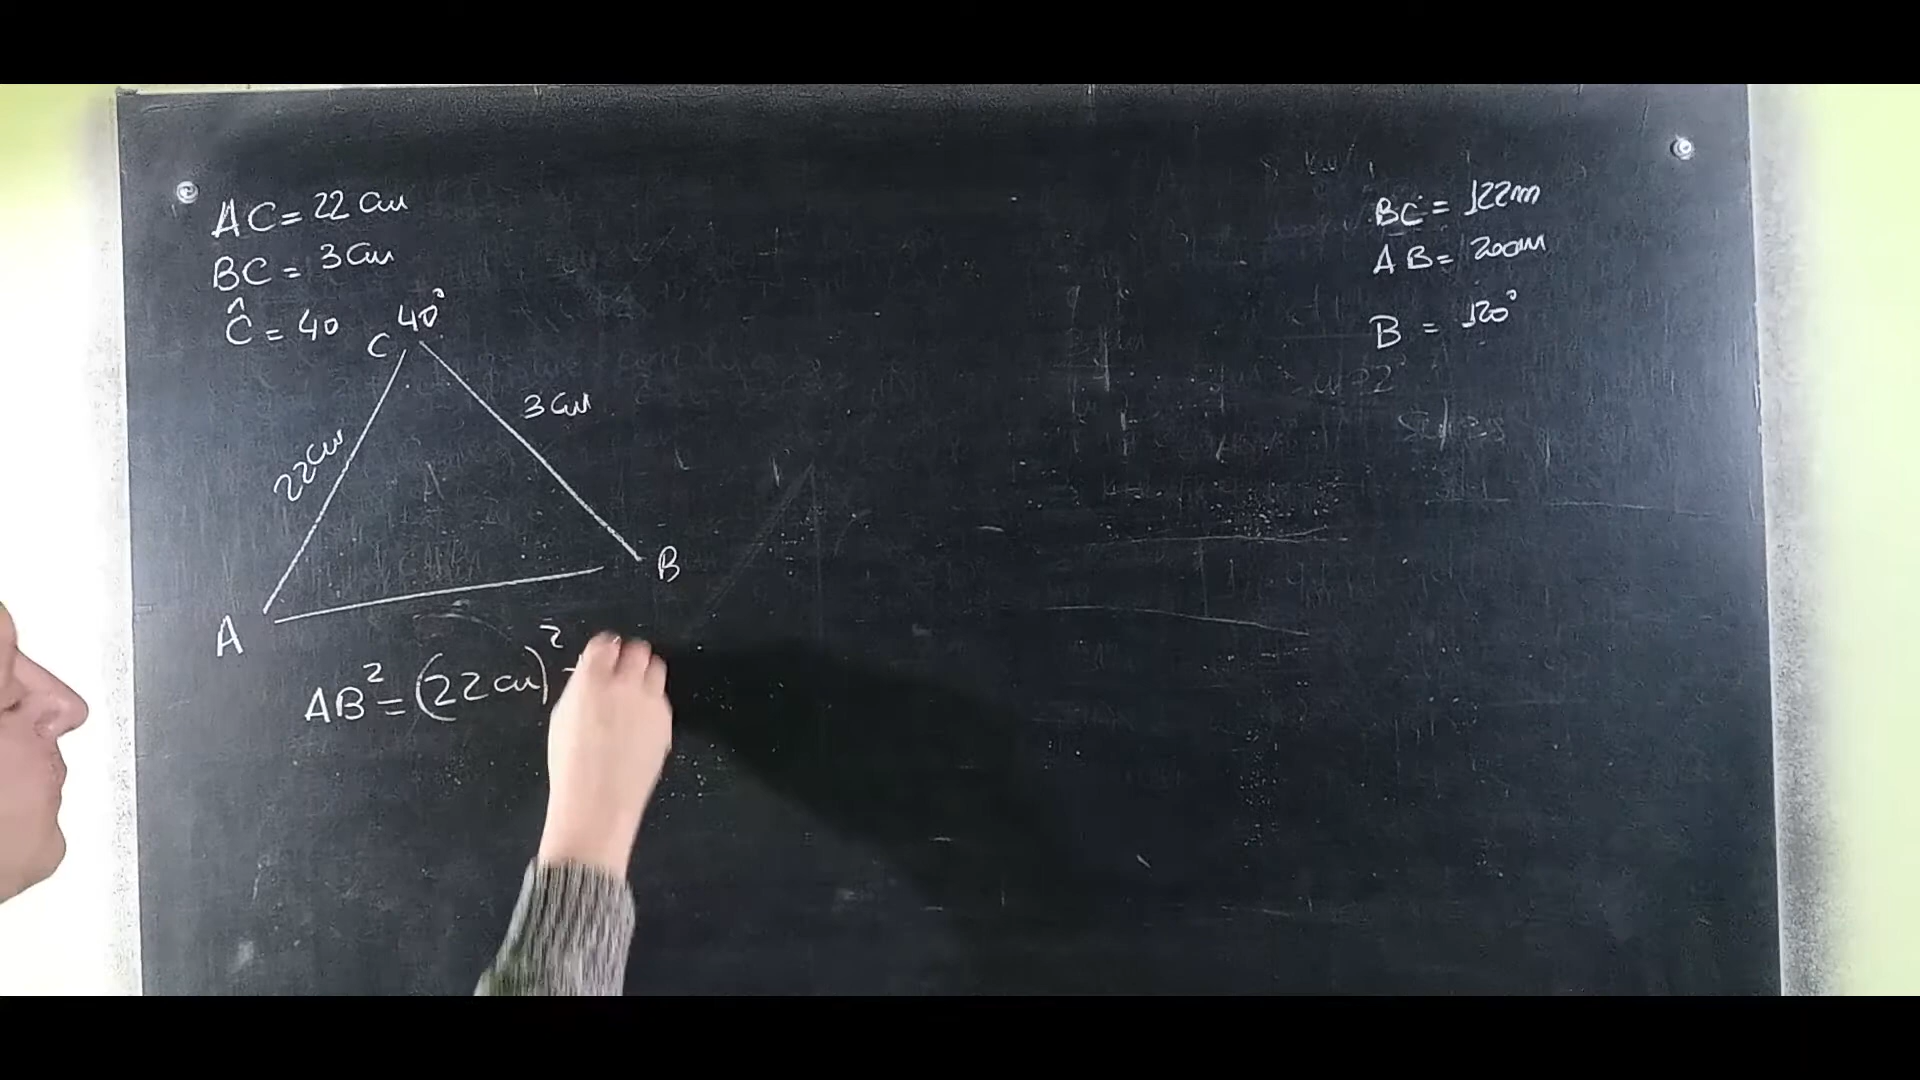 AC = 22 cm
BC = 3 cm
Ĉ = 40
40°
C
3 cm
22 cm
B
A
AB² = (22 cm)² +
BC = 122m
AB = 200m
B = 120°